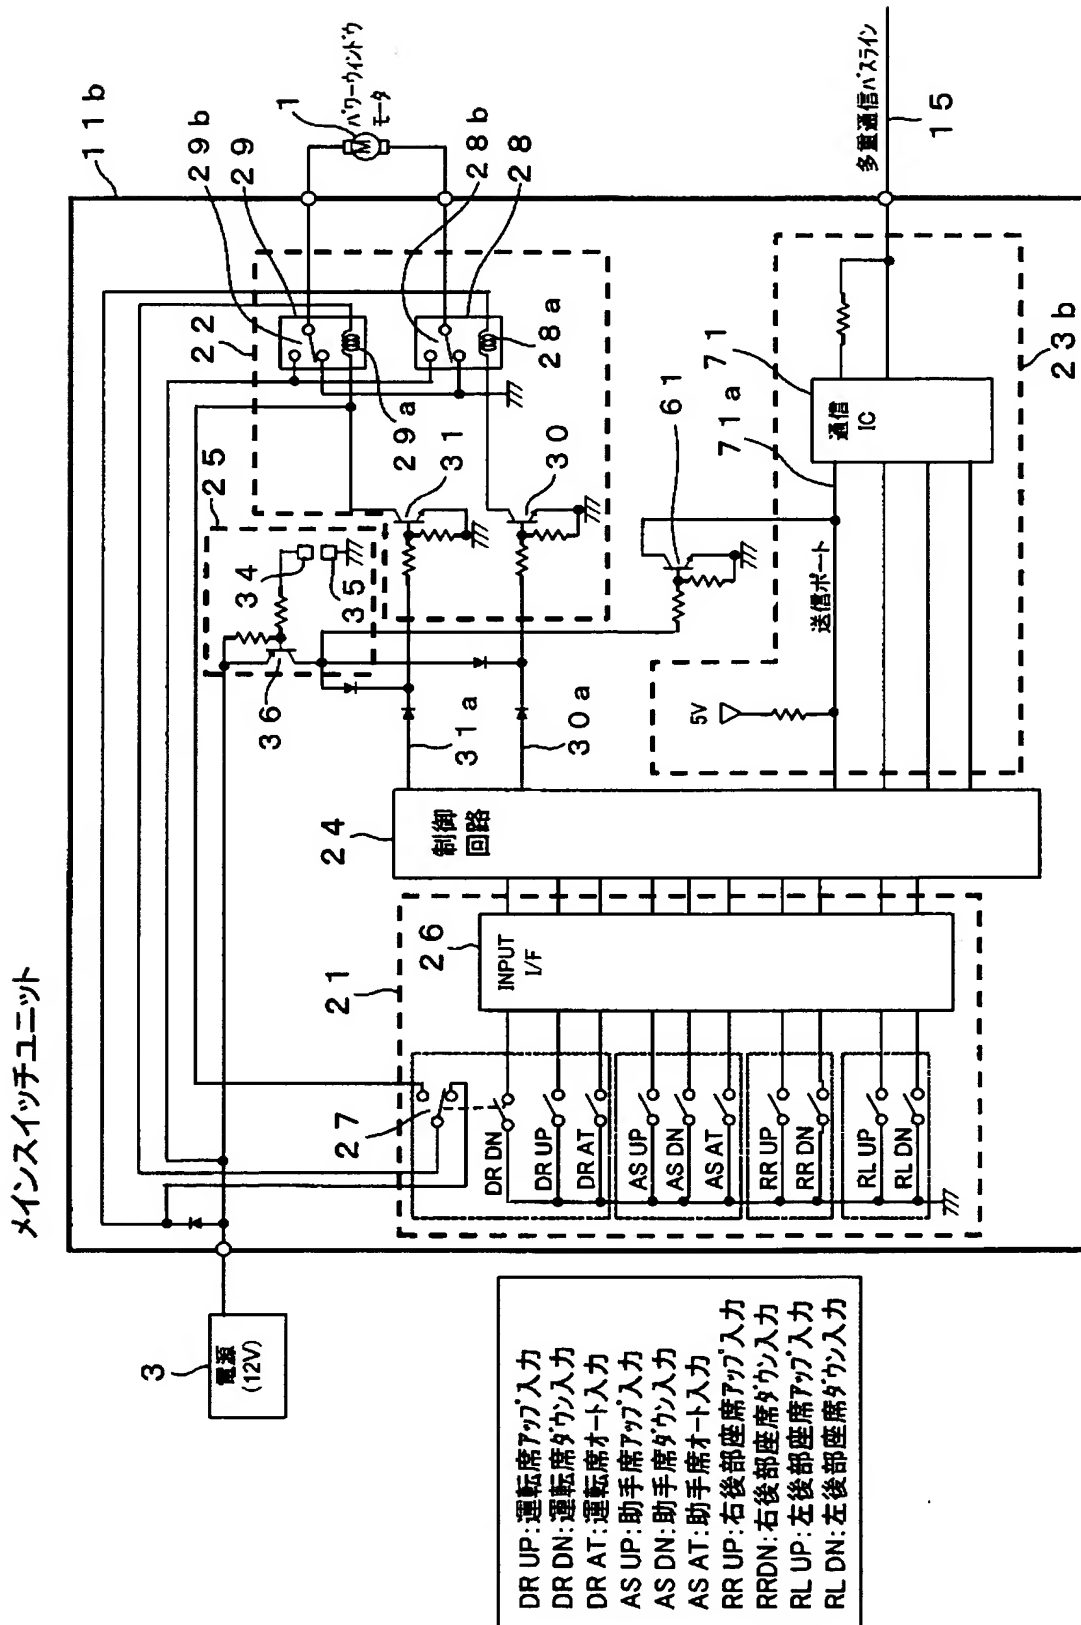 メインスイッチユニット
11b
3
電源
(12V)
25
34
35
36
22
29b
29
29a
28b
28
28a
1
パワーウィンドウ
モータ
31
30
31a
30a
24
制御
回路
21
26
INPUT
I/F
27
DR DN
DR UP
DR AT
AS UP
AS DN
AS AT
RR UP
RR DN
RL UP
RL DN
61
5V
送信ポート
71a
71
通信
IC
23b
多重通信バスライン
15
DR UP:運転席アップ入力
DR DN:運転席ダウン入力
DR AT:運転席オート入力
AS UP:助手席アップ入力
AS DN:助手席ダウン入力
AS AT:助手席オート入力
RR UP:右後部座席アップ入力
RRDN:右後部座席ダウン入力
RL UP:左後部座席アップ入力
RL DN:左後部座席ダウン入力